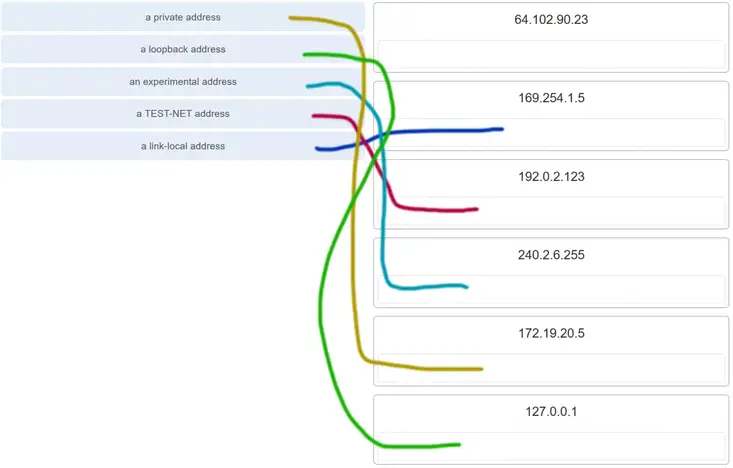 a private address
a loopback address
an experimental address
a TEST-NET address
a link-local address
64.102.90.23
169.254.1.5
192.0.2.123
240.2.6.255
172.19.20.5
127.0.0.1